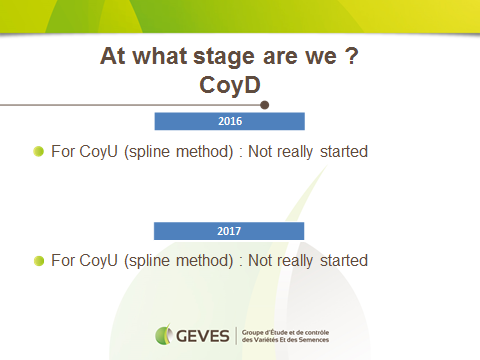 At what stage are we ?
CoyD
2016
For CoyU (spline method) : Not really started
2017
For CoyU (spline method) : Not really started
GEVES
Groupe d'Étude et de contrôle
des Variétés Et des Semences